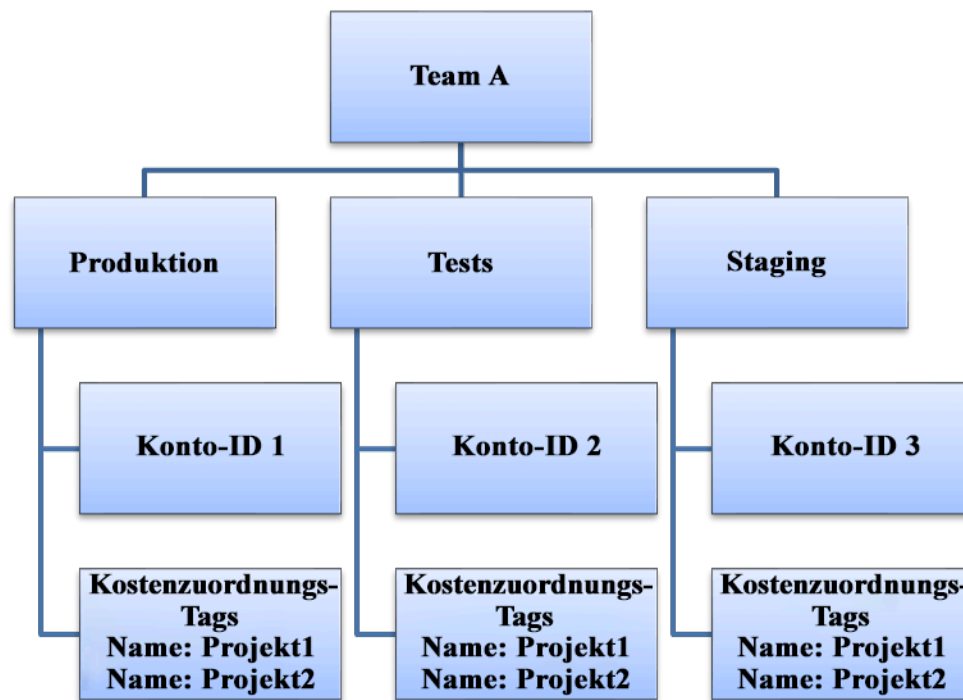 Team A
Produktion
Tests
Staging
Konto-ID 1
Konto-ID 2
Konto-ID 3
Kostenzuordnungs-
Tags
Name: Projekt1
Name: Projekt2
Kostenzuordnungs-
Tags
Name: Projekt1
Name: Projekt2
Kostenzuordnungs-
Tags
Name: Projekt1
Name: Projekt2